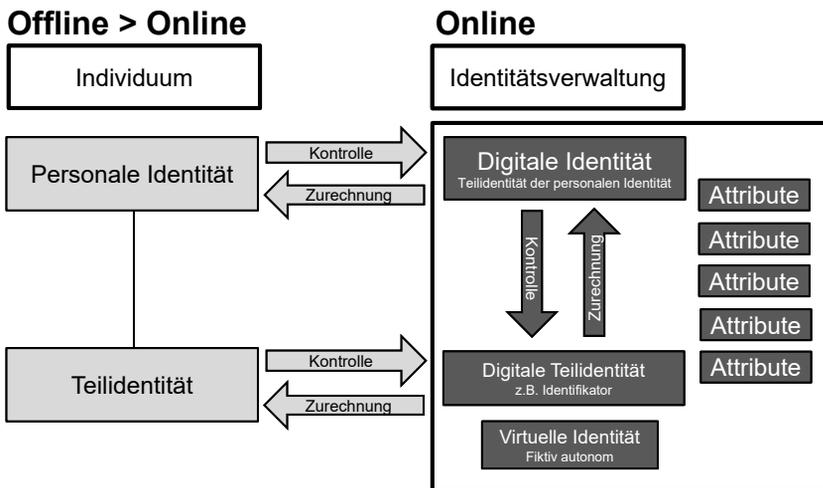 Offline > Online
Online
Individuum
Identitätsverwaltung
Personale Identität
Kontrolle
Zurechnung
Digitale Identität
Teilidentität der personalen Identität
Attribute
Attribute
Attribute
Attribute
Attribute
Kontrolle
Zurechnung
Teilidentität
Kontrolle
Zurechnung
Digitale Teilidentität
z.B. Identifikator
Virtuelle Identität
Fiktiv autonom